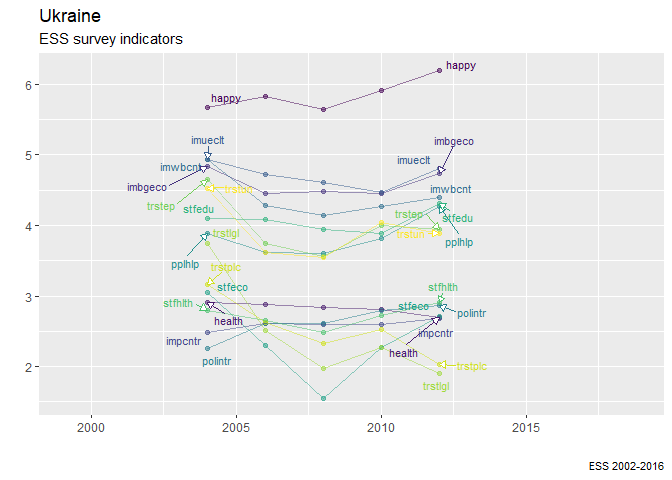 Ukraine
ESS survey indicators
6
5
4
3
2
happy
happy
imueclt
imbgeco
imueclt
imwbcnt
imbgeco
trstep
stfedu
imwbcnt
trstep
stfedu
trstlgl
trstun
pplhlp
pplhlp
trstplc
stfeco
stfhlth
stfhlth
stfeco
polintr
health
impcntr
impcntr
health
polintr
trstplc
trstlgl
2000
2005
2010
2015
ESS 2002-2016